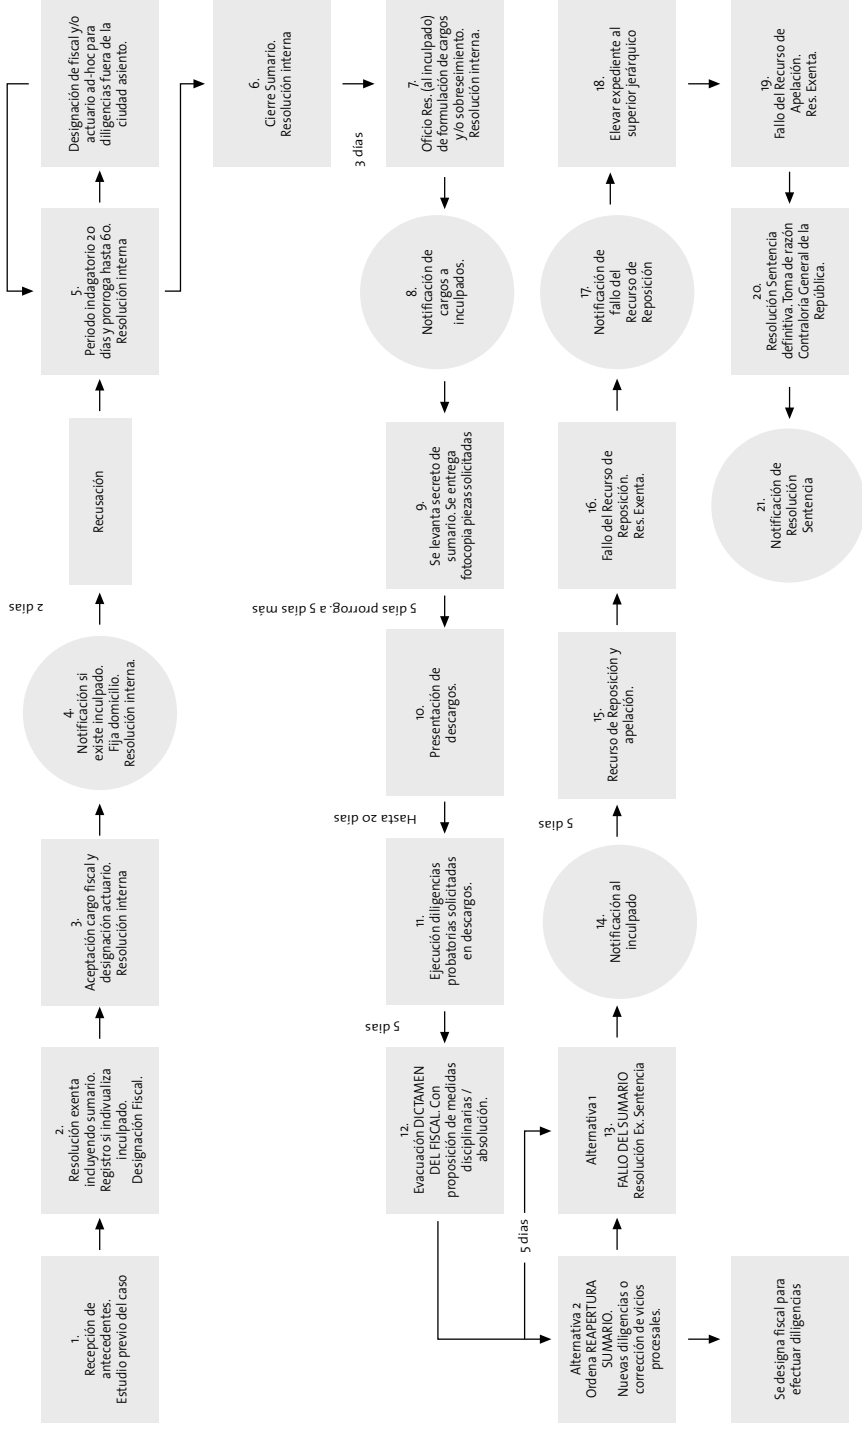 1.
Recepción de
antecedentes.
Estudio previo del caso
2.
Resolución exenta
incluyendo sumario.
Registro si indivualiza
inculpado.
Designación Fiscal.
3.
Aceptación cargo fiscal y
designación actuario.
Resolución interna
4.
Notificación si
existe inculpado.
Fija domicilio.
Resolución interna.
2 días
Recusación
5.
Periodo indagatorio 20
días y prorroga hasta 60.
Resolución interna
Designación de fiscal y/o
actuario ad-hoc para
diligencias fuera de la
ciudad asiento.
6.
Cierre Sumario.
Resolución interna
3 días
7.
Oficio Res. (al inculpado)
de formulación de cargos
y/o sobreseimiento.
Resolución interna.
8.
Notificación de
cargos a
inculpados.
9.
Se levanta secreto de
sumario. Se entrega
fotocopia piezas solicitadas
5 días prorrog. a 5 días más
10.
Presentación de
descargos.
Hasta 20 días
11.
Ejecución diligencias
probatorias solicitadas
en descargos.
5 días
12.
Evacuación DICTAMEN
DEL FISCAL. Con
proposición de medidas
disciplinarias /
absolución.
5 días
Alternativa 2
Ordena REAPERTURA
SUMARIO.
Nuevas diligencias o
corrección de vicios
procesales.
Se designa fiscal para
efectuar diligencias
Alternativa 1
13.
FALLO DEL SUMARIO
Resolución Ex. Sentencia
14.
Notificación al
inculpado
5 días
15.
Recurso de Reposición y
apelación.
16.
Fallo del Recurso de
Reposición.
Res. Exenta.
17.
Notificación de
fallo del
Recurso de
Reposición
18.
Elevar expediente al
superior jerárquico
19.
Fallo del Recurso de
Apelación.
Res. Exenta.
20.
Resolución Sentencia
definitiva. Toma de razón
Contraloría General de la
República.
21.
Notificación de
Resolución
Sentencia